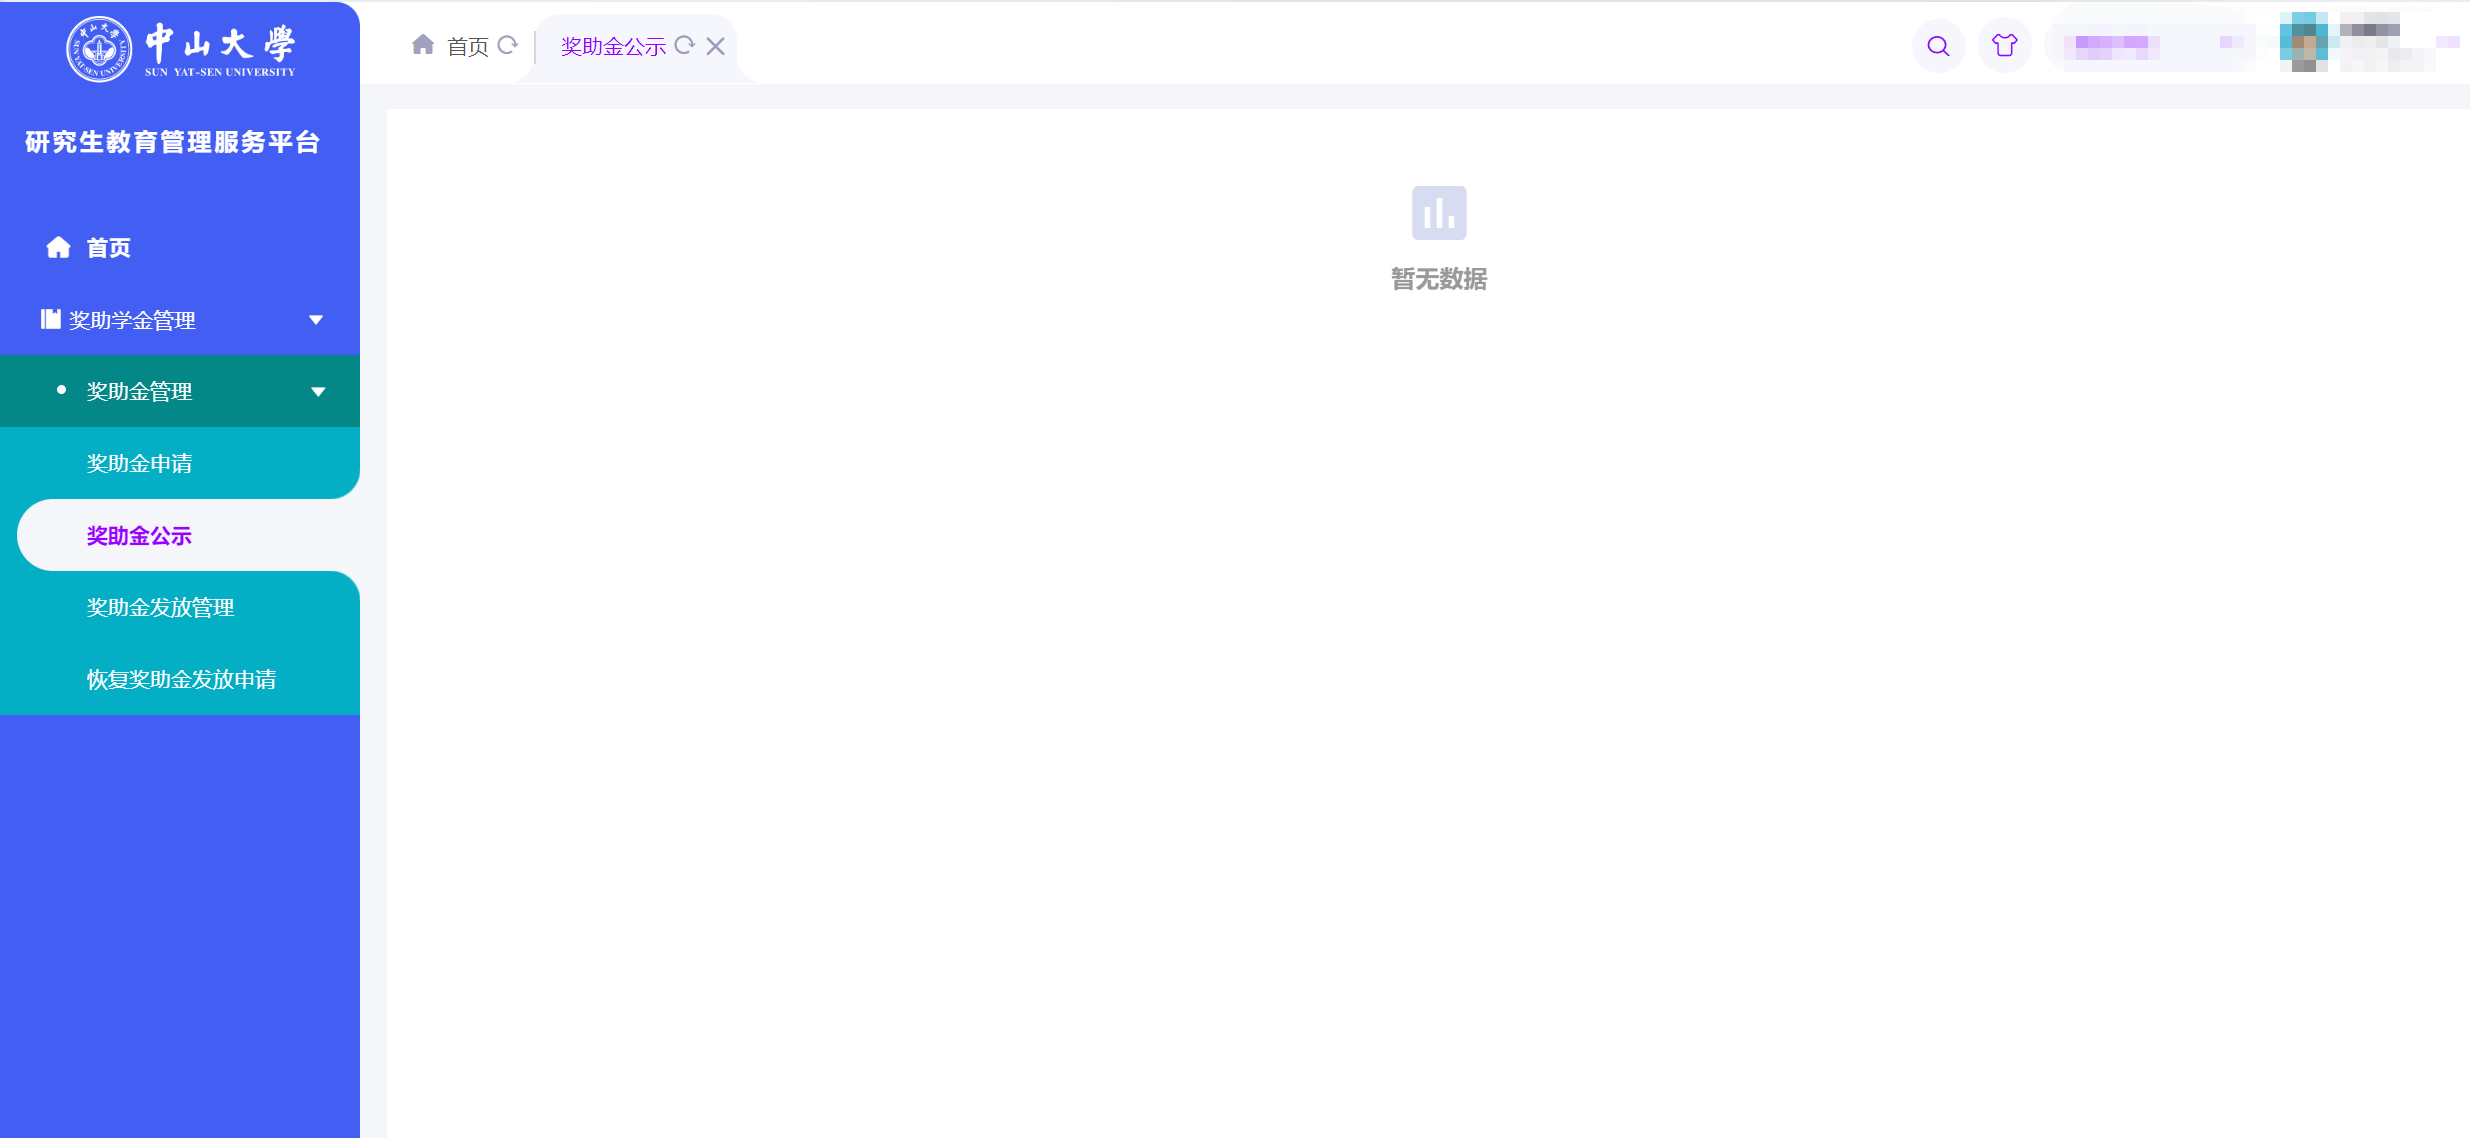 中山大學
SUN YAT-SEN UNIVERSITY
研究生教育管理服务平台
首页
奖助学金管理
奖助金管理
奖助金申请
奖助金公示
奖助金发放管理
恢复奖助金发放申请
首页
奖助金公示
暂无数据